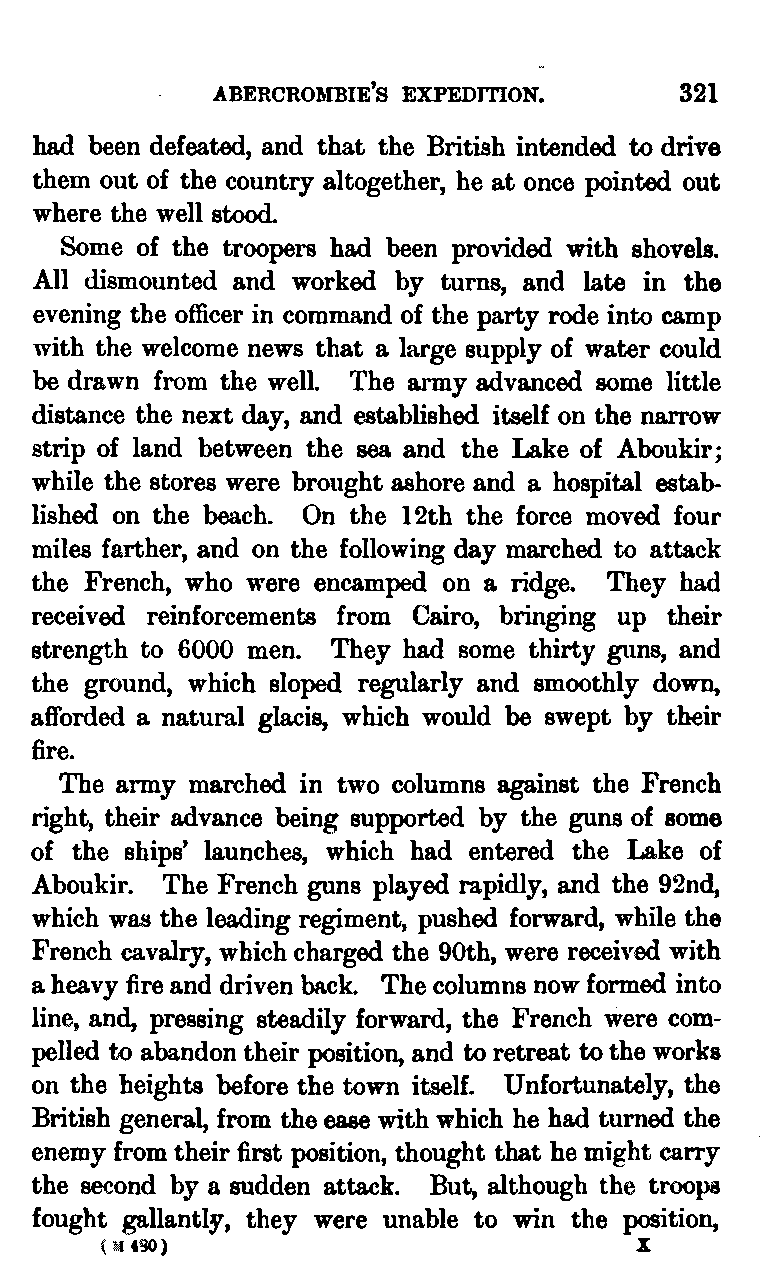 ABERCROMBIE'S EXPEDITION. 321
had been defeated, and that the British intended to drive
them out of the country altogether, he at once pointed out
where the well stood.
Some of the troopers had been provided with shovels.
All dismounted and worked by turns, and late in the
evening the officer in command of the party rode into camp
with the welcome news that a large supply of water could
be drawn from the well. The army advanced some little
distance the next day, and established itself on the narrow
strip of land between the sea and the Lake of Aboukir;
while the stores were brought ashore and a hospital estab-
lished on the beach. On the 12th the force moved four
miles farther, and on the following day marched to attack
the French, who were encamped on a ridge. They had
received reinforcements from Cairo, bringing up their
strength to 6000 men. They had some thirty guns, and
the ground, which sloped regularly and smoothly down,
afforded a natural glacis, which would be swept by their
fire.
The army marched in two columns against the French
right, their advance being supported by the guns of some
of the ships' launches, which had entered the Lake of
Aboukir. The French guns played rapidly, and the 92nd,
which was the leading regiment, pushed forward, while the
French cavalry, which charged the 90th, were received with
a heavy fire and driven back. The columns now formed into
line, and, pressing steadily forward, the French were com-
pelled to abandon their position, and to retreat to the works
on the heights before the town itself. Unfortunately, the
British general, from the ease with which he had turned the
enemy from their first position, thought that he might carry
the second by a sudden attack. But, although the troops
fought gallantly, they were unable to win the position,
(M 480) X